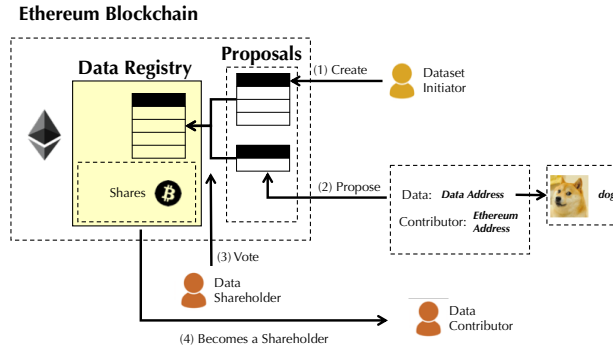 Ethereum Blockchain
Proposals
Data Registry
(1) Create
Dataset
Initiator
Shares
(2) Propose
Data: Data Address
dog
Contributor: Ethereum
Address
(3) Vote
Data
Shareholder
Data
Contributor
(4) Becomes a Shareholder